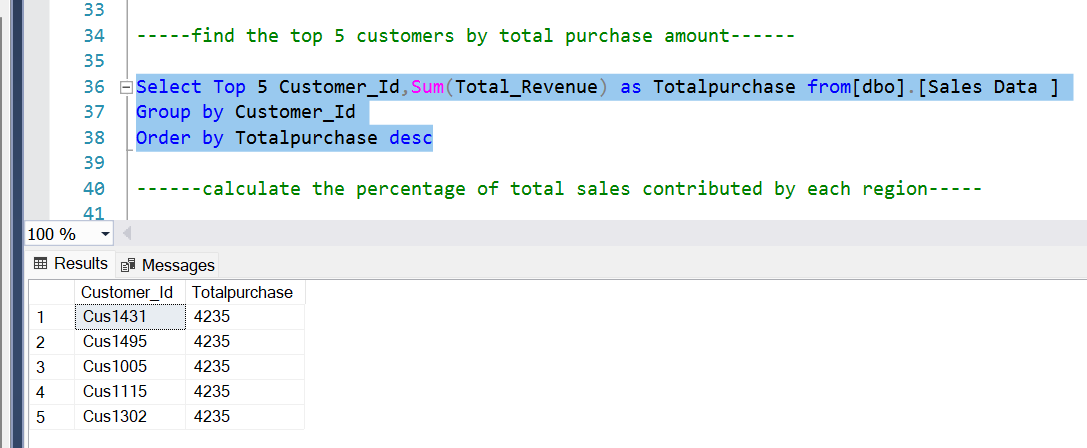 33
34 -----find the top 5 customers by total purchase amount------
35
36 Select Top 5 Customer_Id,Sum(Total_Revenue) as Totalpurchase from[dbo].[Sales Data ]
37 Group by Customer_Id
38 Order by Totalpurchase desc
39
40 ------calculate the percentage of total sales contributed by each region-----
41
100 %
Results Messages
Customer_Id Totalpurchase
1 Cus1431 4235
2 Cus1495 4235
3 Cus1005 4235
4 Cus1115 4235
5 Cus1302 4235